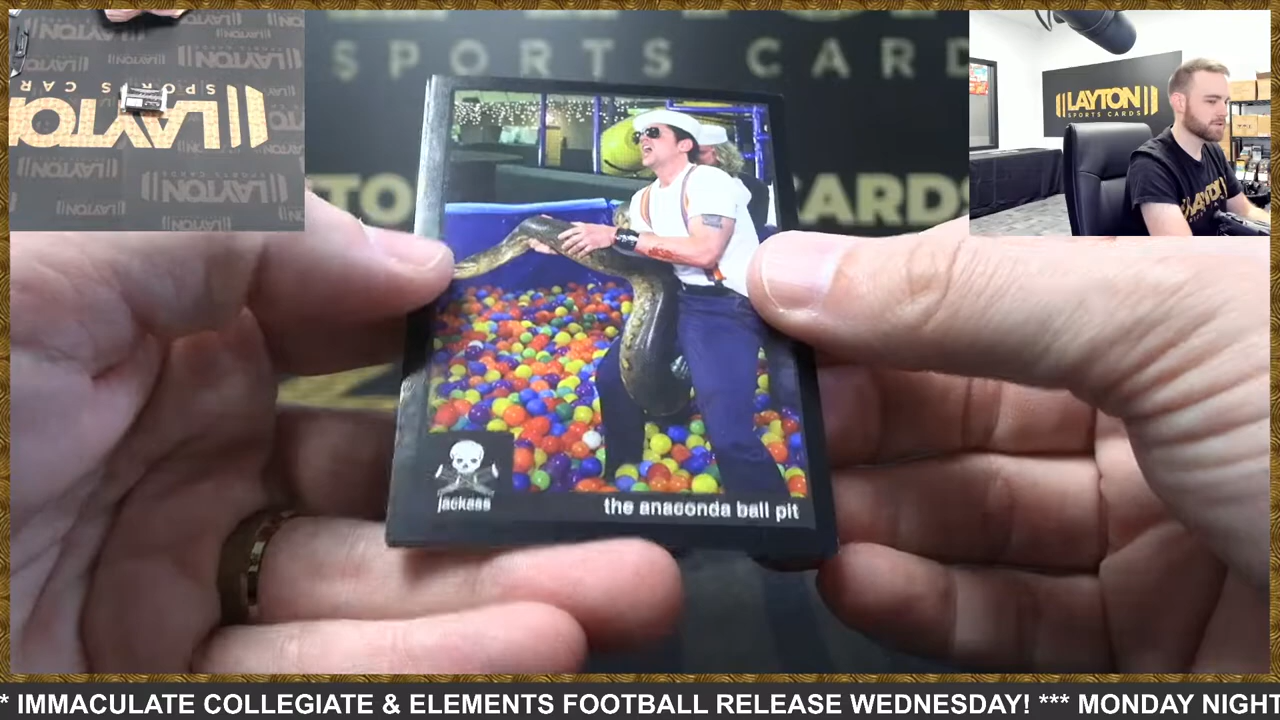 SPORTS CARD
LAYTON
SPORTS CARDS
LAYTON
SPORTS CARDS
CARDS
jackass
the anaconda ball pit
* IMMACULATE COLLEGIATE & ELEMENTS FOOTBALL RELEASE WEDNESDAY! *** MONDAY NIGHT